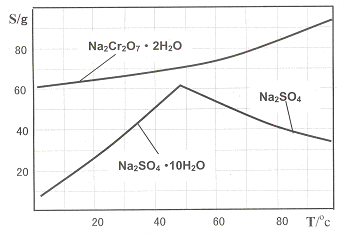 S/g
80
60
40
20
Na₂Cr₂O₇ • 2H₂O
Na₂SO₄
Na₂SO₄ •10H₂O
20 40 60 80 T/°c